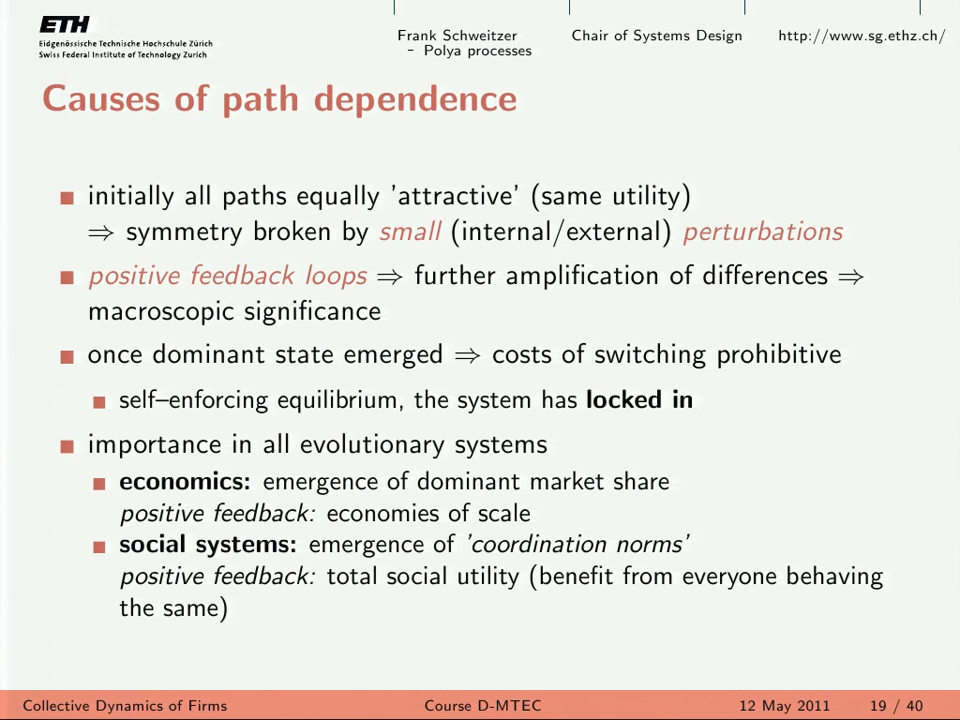 ETH
Eidgenössische Technische Hochschule Zürich
Swiss Federal Institute of Technology Zurich
Frank Schweitzer
- Polya processes
Chair of Systems Design
http://www.sg.ethz.ch/
Causes of path dependence
initially all paths equally 'attractive' (same utility)
⇒ symmetry broken by small (internal/external) perturbations
positive feedback loops ⇒ further amplification of differences ⇒
macroscopic significance
once dominant state emerged ⇒ costs of switching prohibitive
self–enforcing equilibrium, the system has locked in
importance in all evolutionary systems
economics: emergence of dominant market share
positive feedback: economies of scale
social systems: emergence of 'coordination norms'
positive feedback: total social utility (benefit from everyone behaving
the same)
Collective Dynamics of Firms
Course D-MTEC
12 May 2011
19 / 40